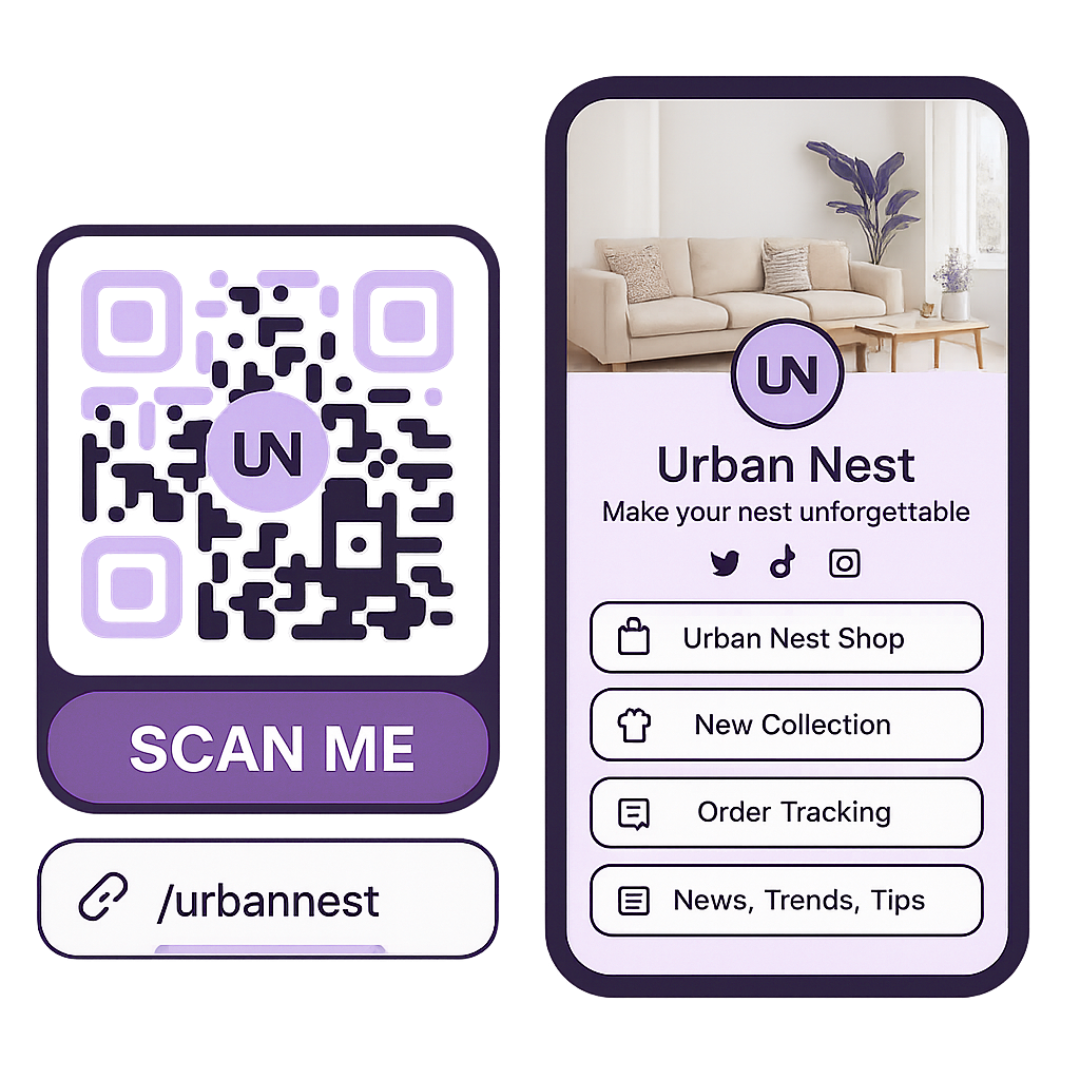 UN
SCAN ME
/urbannest
UN
Urban Nest
Make your nest unforgettable
Urban Nest Shop
New Collection
Order Tracking
News, Trends, Tips